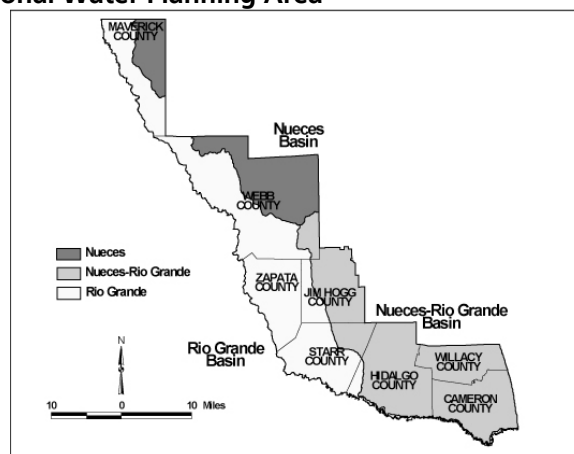 onal Water Planning Area
MAVERICK
COUNTY
Nueces
Basin
WEBB
COUNTY
Nueces
Nueces-Rio Grande
Rio Grande
ZAPATA
COUNTY
JIM HOGG
COUNTY
Nueces-Rio Grande
Basin
Rio Grande
Basin
STARR
COUNTY
WILLACY
COUNTY
HIDALGO
COUNTY
CAMERON
COUNTY
N
10 0 10 Miles